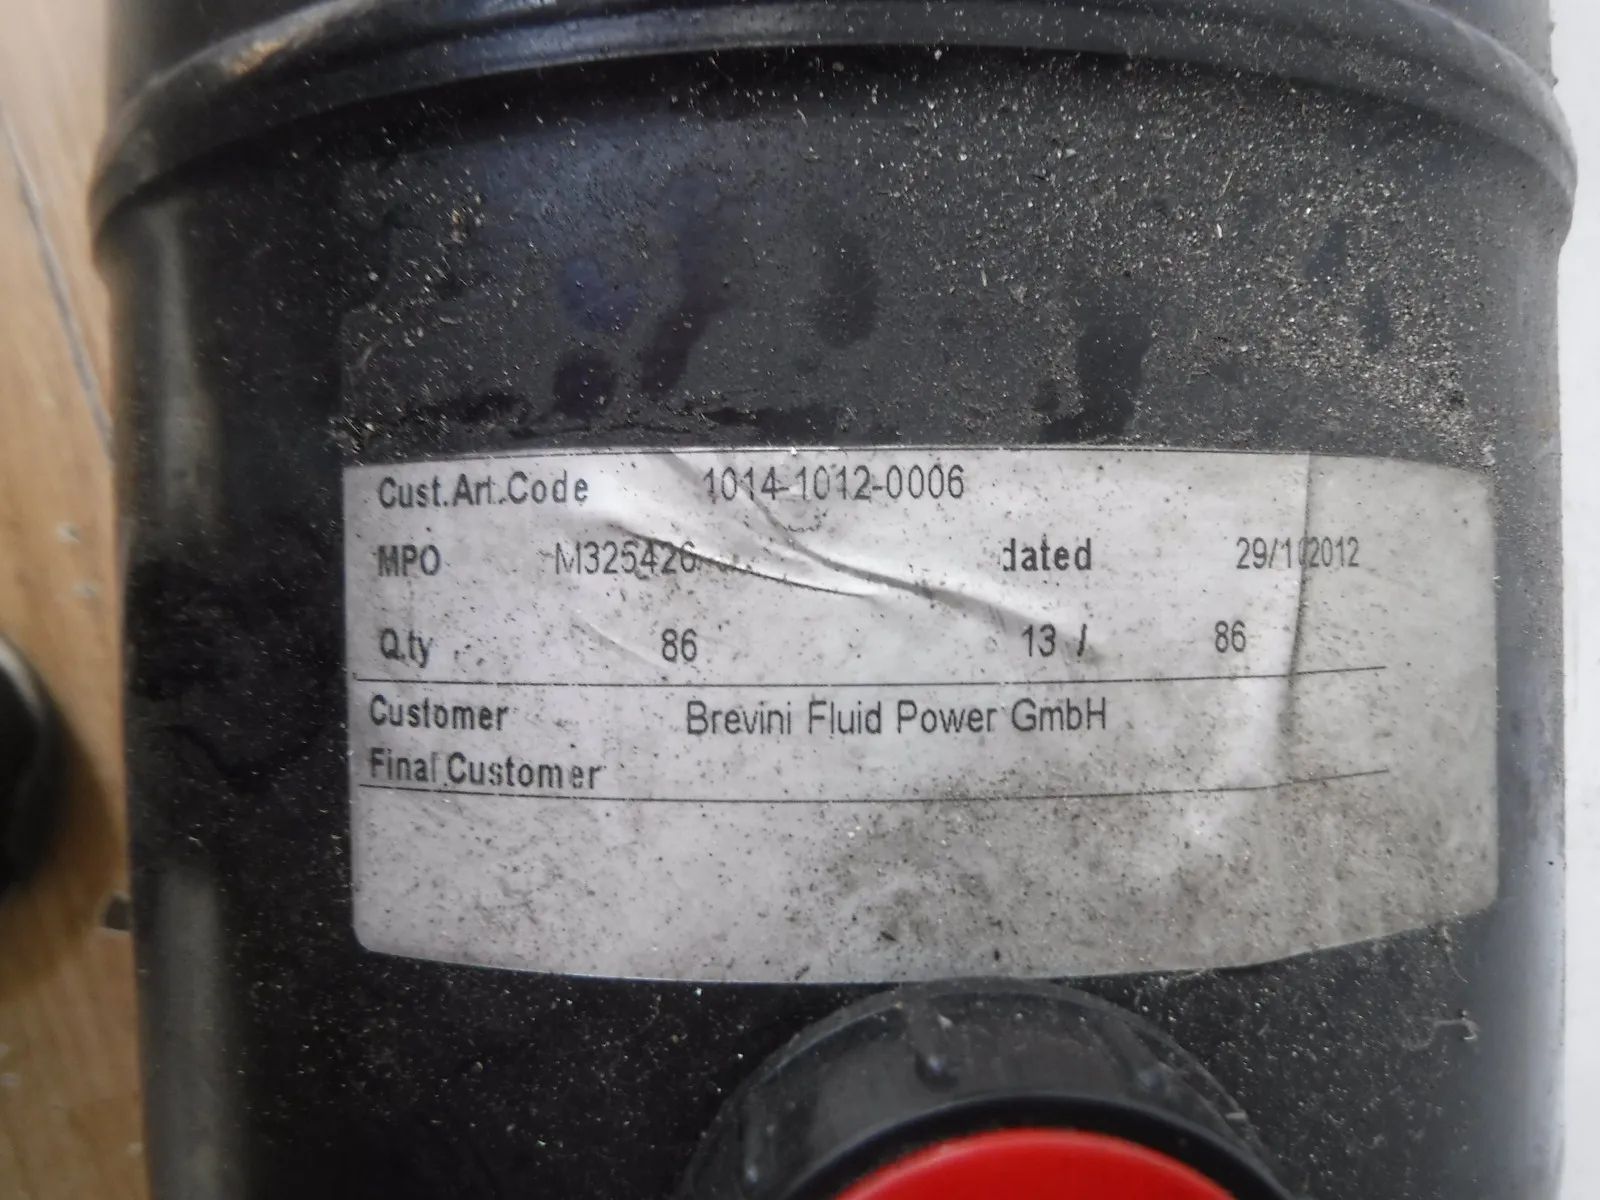 Cust.Art.Code 1014-1012-0006
MPO M325426 dated
Q.ty 86 13 / 86
Customer Brevini Fluid Power GmbH
Final Customer